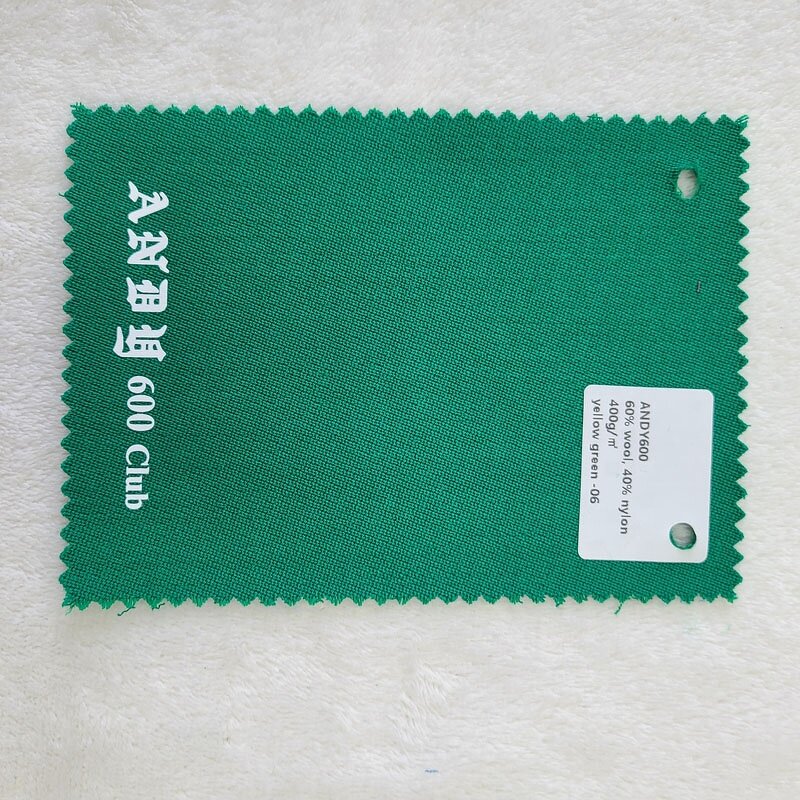 ANDY 600 Club
ANDY600
60% wool, 40% nylon
400g/㎡
yellow green -06